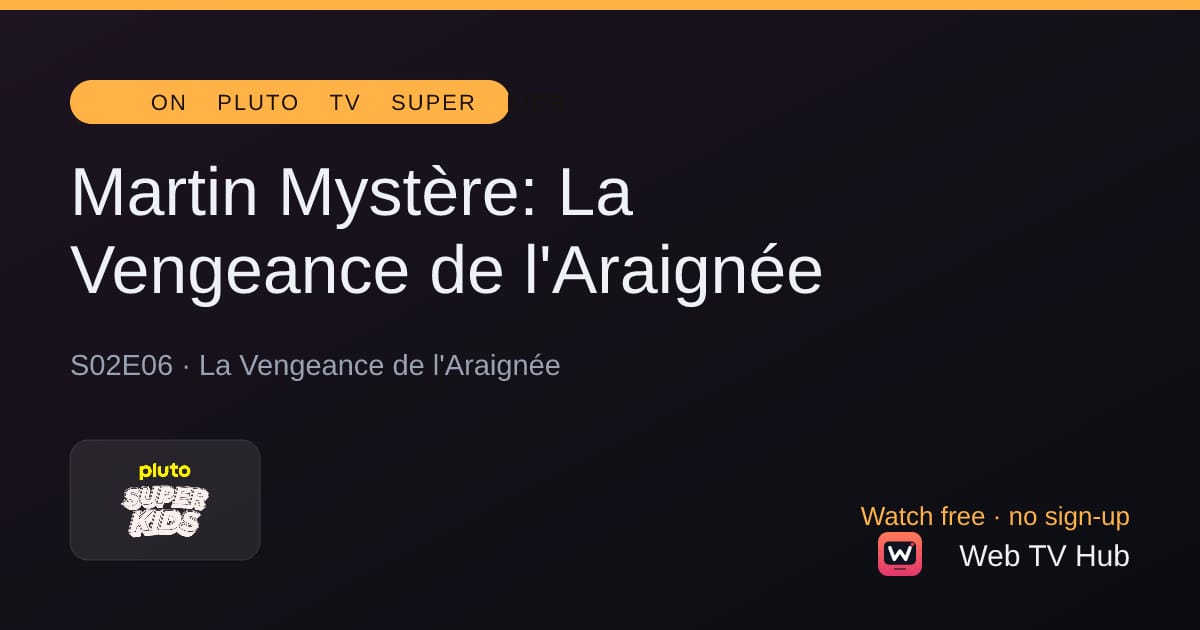 ON PLUTO TV SUPER
Martin Mystère: La
Vengeance de l'Araignée
S02E06 · La Vengeance de l'Araignée
pluto
SUPER
KIDS
Watch free · no sign-up
W
Web TV Hub